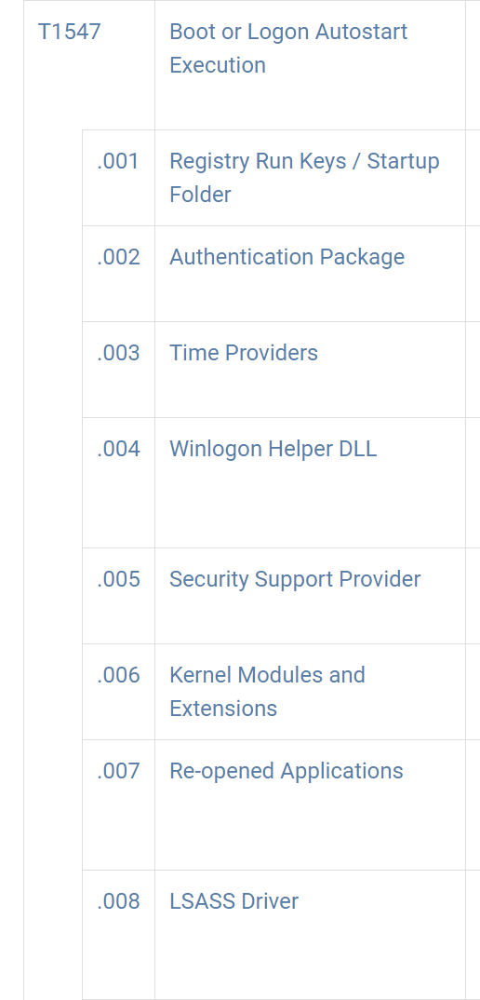 T1547 Boot or Logon Autostart
Execution
.001 Registry Run Keys / Startup
Folder
.002 Authentication Package
.003 Time Providers
.004 Winlogon Helper DLL
.005 Security Support Provider
.006 Kernel Modules and
Extensions
.007 Re-opened Applications
.008 LSASS Driver